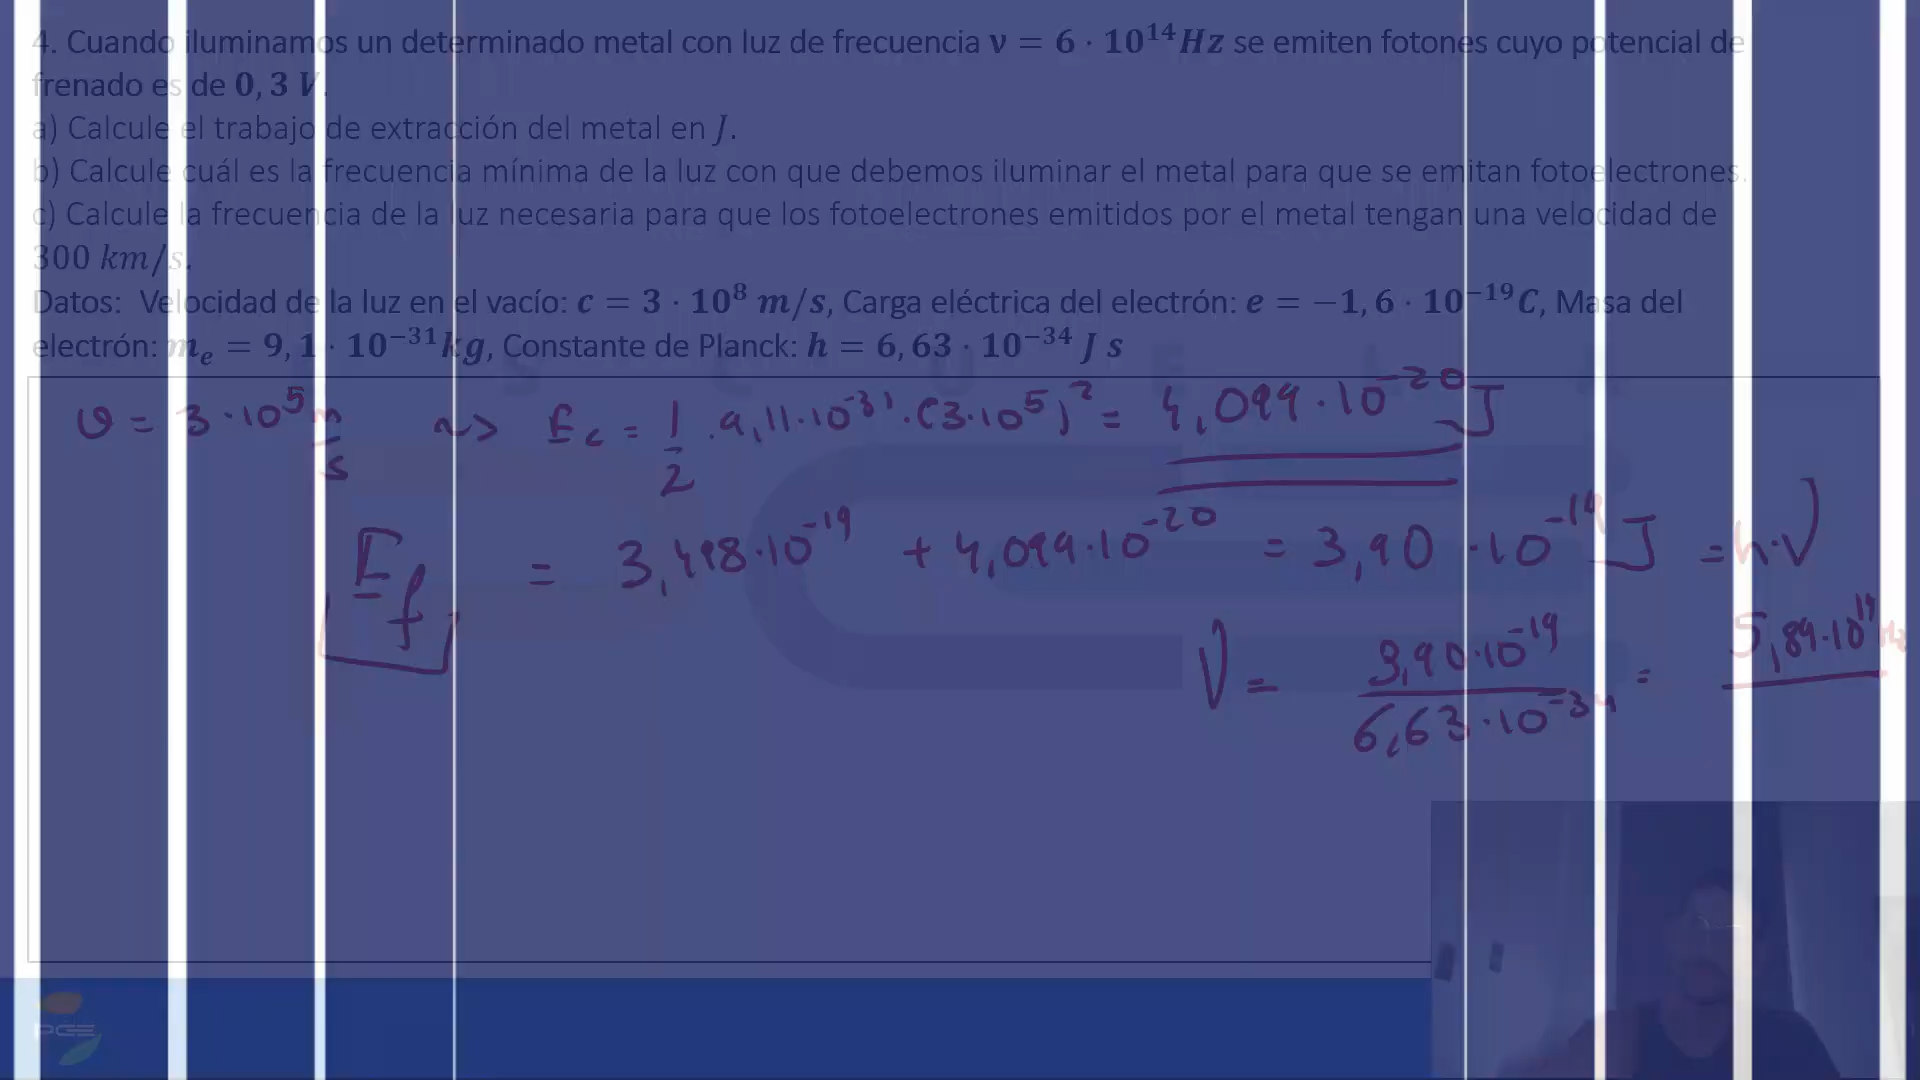 4. Cuando iluminamos un determinado metal con luz de frecuencia ν = 6 · 10¹⁴Hz se emiten fotones cuyo potencial de
frenado es de 0,3 V.
a) Calcule el trabajo de extracción del metal en J.
b) Calcule cuál es la frecuencia mínima de la luz con que debemos iluminar el metal para que se emitan fotoelectrones.
c) Calcule la frecuencia de la luz necesaria para que los fotoelectrones emitidos por el metal tengan una velocidad de
300 km/s.
Datos: Velocidad de la luz en el vacío: c = 3 · 10⁸ m/s, Carga eléctrica del electrón: e = −1,6 · 10⁻¹⁹C, Masa del
electrón: mₑ = 9,1 · 10⁻³¹kg, Constante de Planck: h = 6,63 · 10⁻³⁴ J s
v = 3·10⁵ m/s ~> Ec = 1/2 · 9,11·10⁻³¹ · (3·10⁵)² = 4,099·10⁻²⁰ J
Ef = 3,498·10⁻¹⁹ + 4,099·10⁻²⁰ = 3,90·10⁻¹⁹ J = h·ν
ν = 3,90·10⁻¹⁹ / 6,63·10⁻³⁴ = 5,89·10¹⁴ Hz
PCE